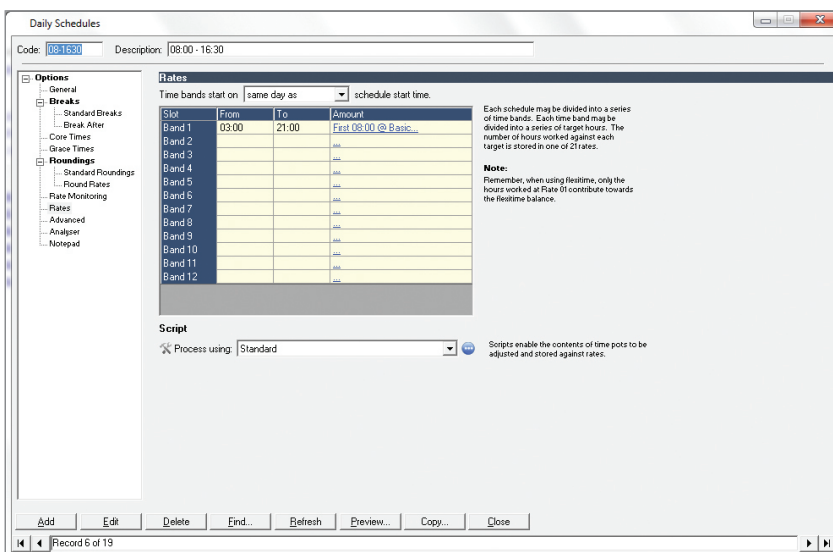 Daily Schedules
Code: 08-1630 Description: 08:00 - 16:30
Options
General
Breaks
Standard Breaks
Break After
Core Times
Grace Times
Roundings
Standard Roundings
Round Rates
Rate Monitoring
Rates
Advanced
Analyser
Notepad
Rates
Time bands start on same day as schedule start time.
Slot From To Amount
Band 1 03:00 21:00 First 08:00 @ Basic...
Band 2 ...
Band 3 ...
Band 4 ...
Band 5 ...
Band 6 ...
Band 7 ...
Band 8 ...
Band 9 ...
Band 10 ...
Band 11 ...
Band 12 ...
Each schedule may be divided into a series
of time bands. Each time band may be
divided into a series of target hours. The
number of hours worked against each
target is stored in one of 21 rates.
Note:
Remember, when using flexitime, only the
hours worked at Rate 01 contribute towards
the flexitime balance.
Script
Process using: Standard
Scripts enable the contents of time pots to be
adjusted and stored against rates.
Add Edit Delete Find... Refresh Preview... Copy... Close
Record 6 of 19